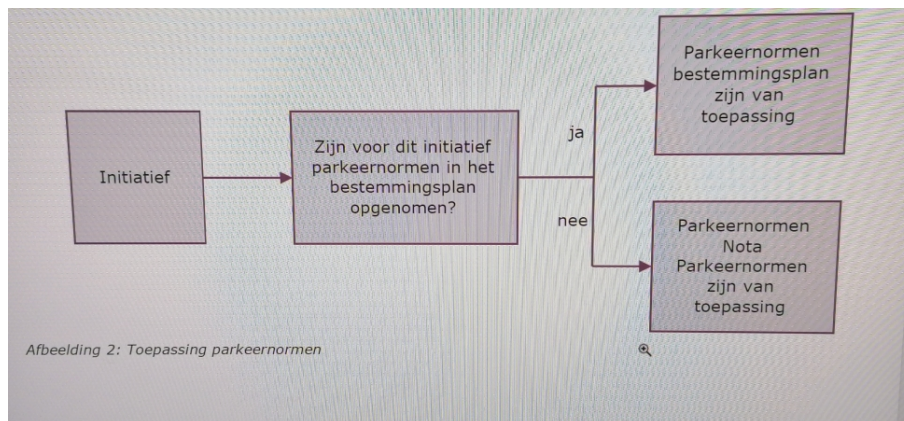 Initiatief
Zijn voor dit initiatief
parkeernormen in het
bestemmingsplan
opgenomen?
ja
Parkeernormen
bestemmingsplan
zijn van
toepassing
nee
Parkeernormen
Nota
Parkeernormen
zijn van
toepassing
Afbeelding 2: Toepassing parkeernormen